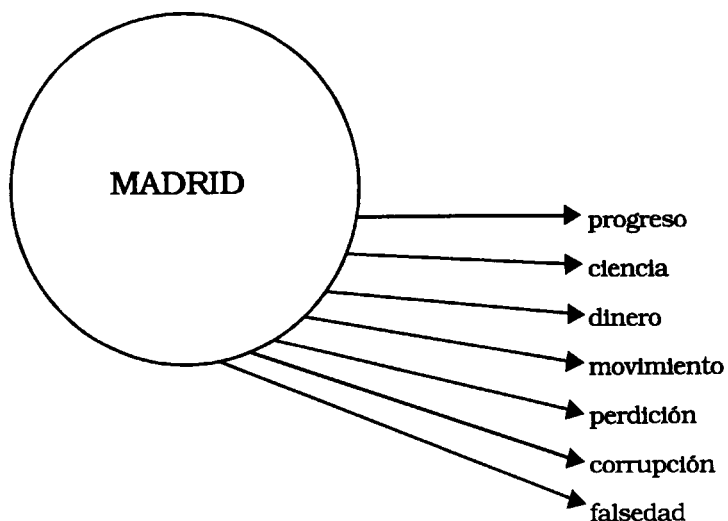 MADRID
progreso
ciencia
dinero
movimiento
perdición
corrupción
falsedad